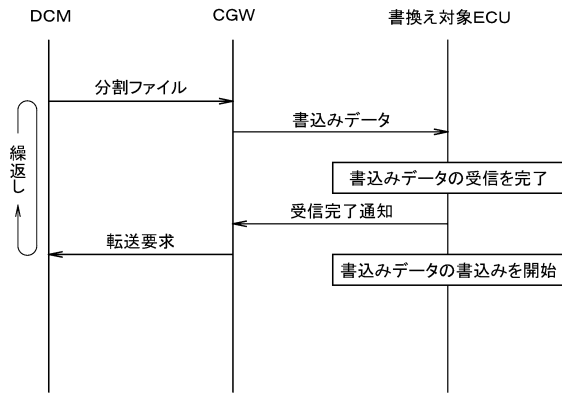 DCM
CGW
書換え対象ECU
分割ファイル
書込みデータ
繰返し
書込みデータの受信を完了
受信完了通知
転送要求
書込みデータの書込みを開始